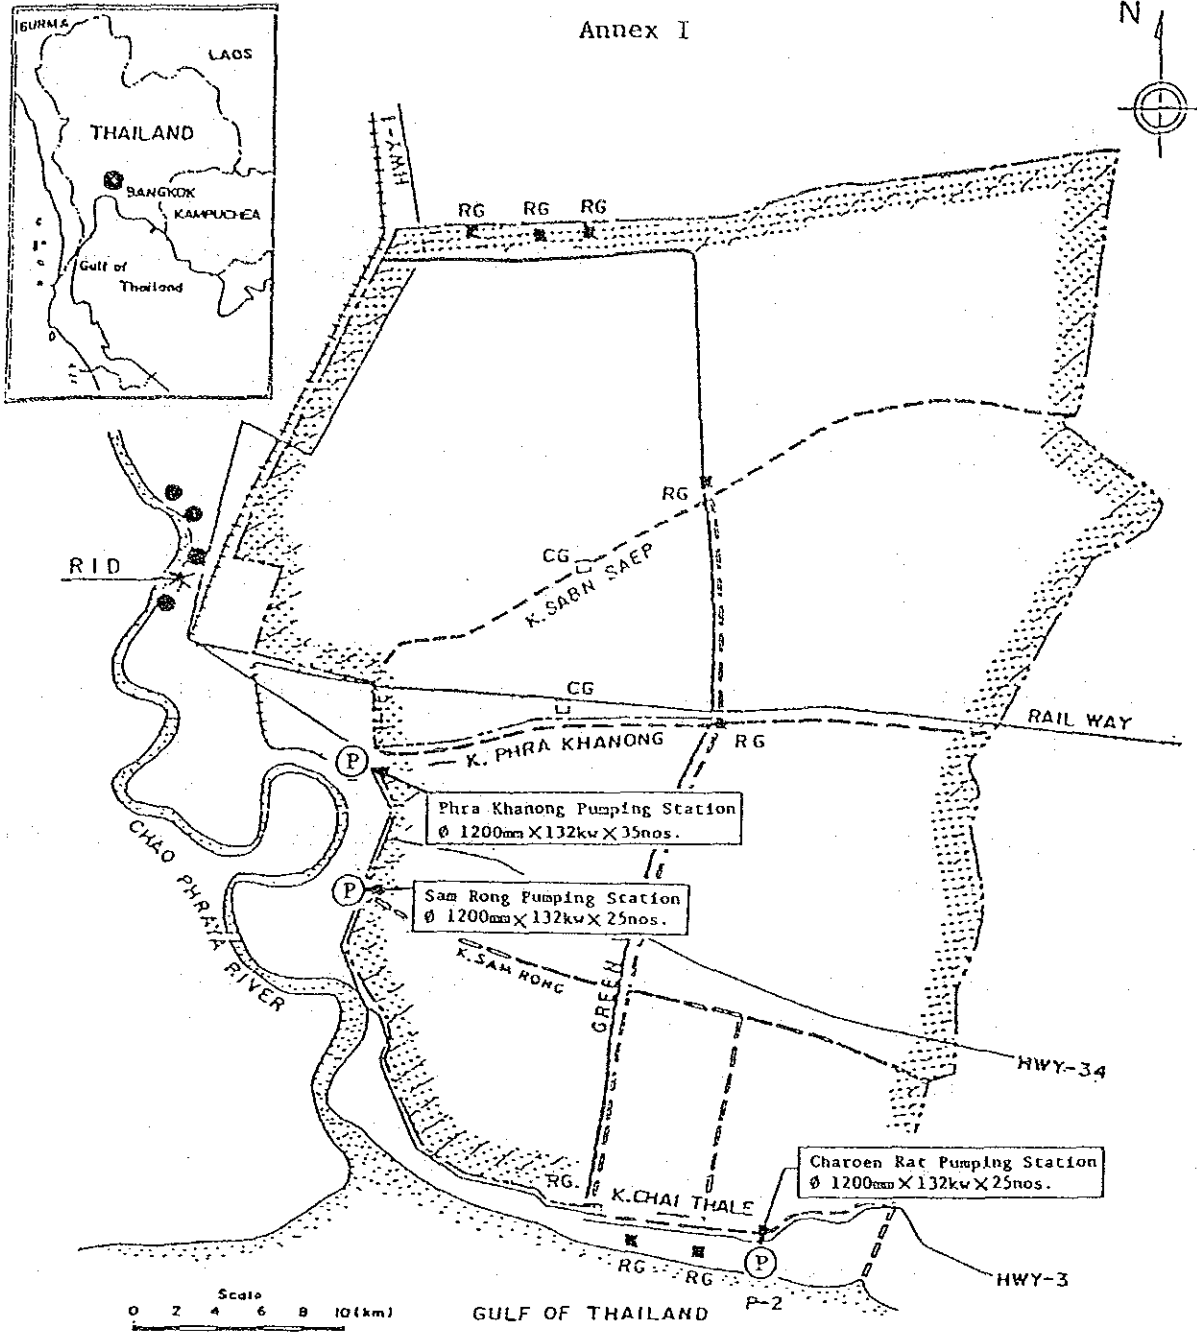 Annex I
N
BURMA
LAOS
THAILAND
BANGKOK
KAMPUCHEA
Gulf of
Thailand
HWY-1
RG RG RG
RG
CG
K. SABN SAEP
RID
CG
RAIL WAY
K. PHRA KHANONG
RG
P
Phra Khanong Pumping Station
Ø 1200mm×132kw×35nos.
CHAO PHRAYA RIVER
P
Sam Rong Pumping Station
Ø 1200mm×132kw×25nos.
K.SAM RONG
GREEN
HWY-34
Charoen Rat Pumping Station
Ø 1200mm×132kw×25nos.
RG.
K.CHAI THALE
RG RG
P
P-2
HWY-3
Scale
0 2 4 6 8 10(km)
GULF OF THAILAND